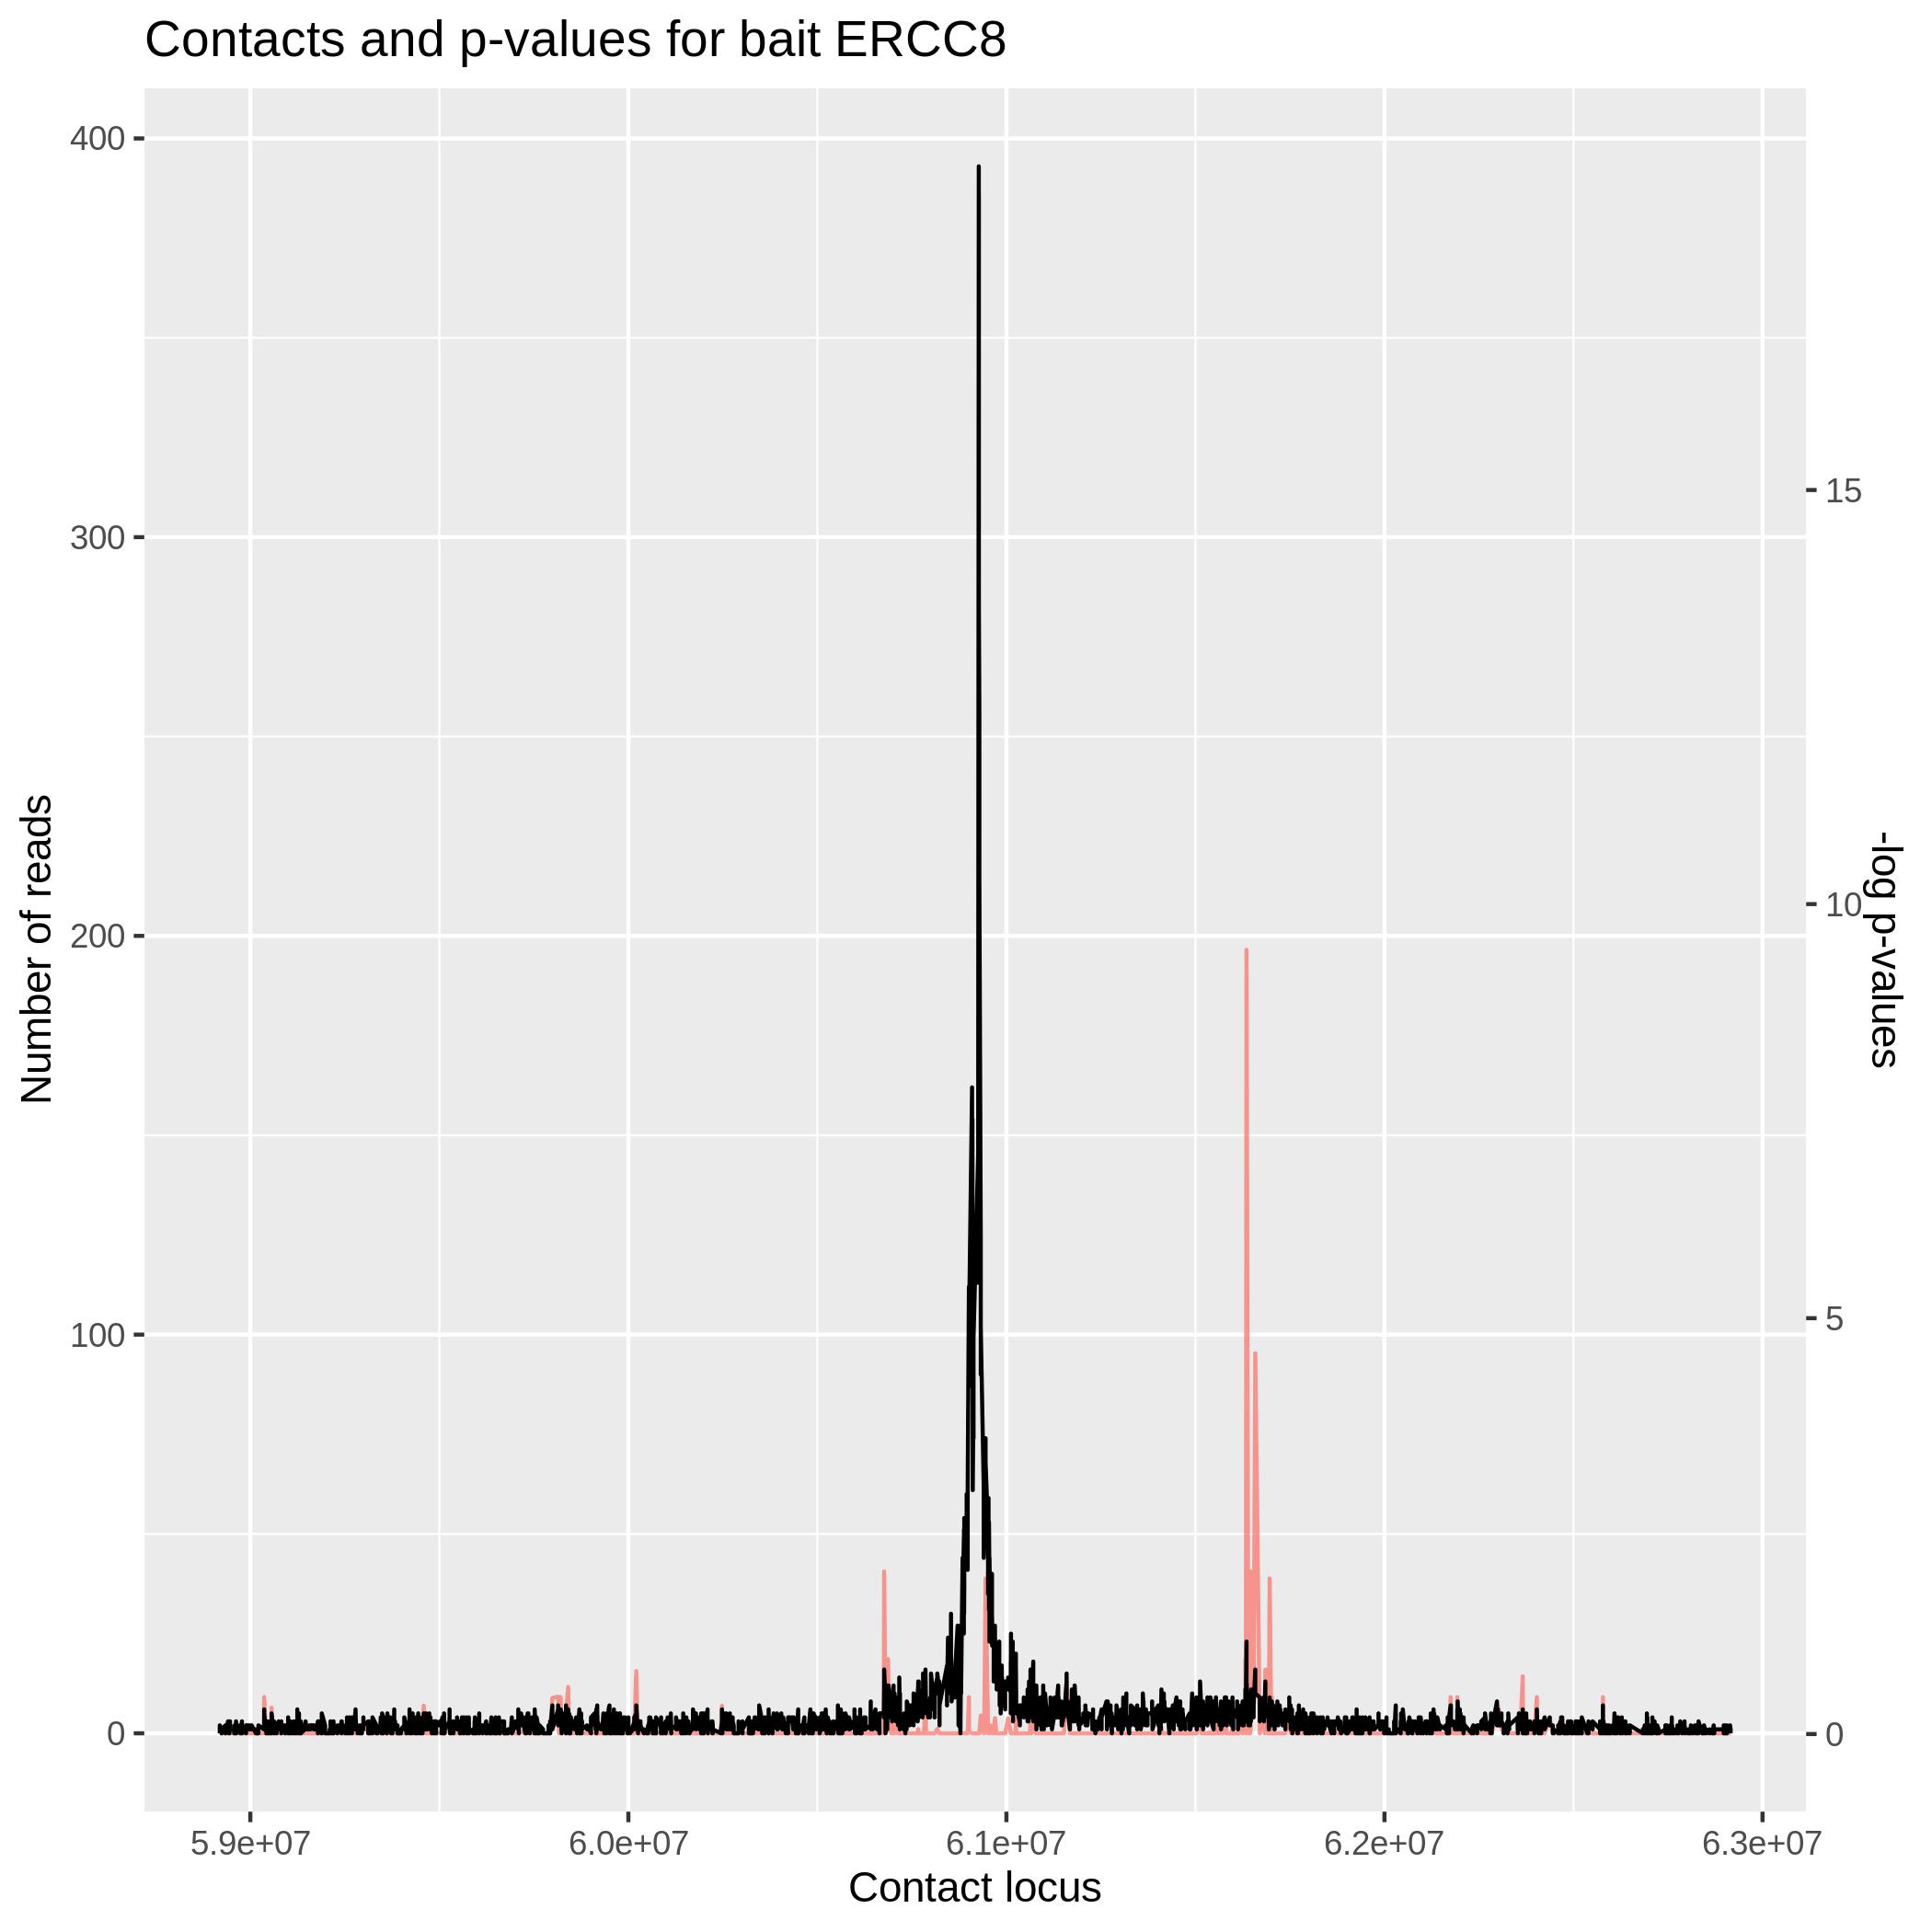 Contacts and p-values for bait ERCC8
Number of reads
400
300
200
100
0
15
10
5
0
-log p-values
5.9e+07
6.0e+07
6.1e+07
6.2e+07
6.3e+07
Contact locus